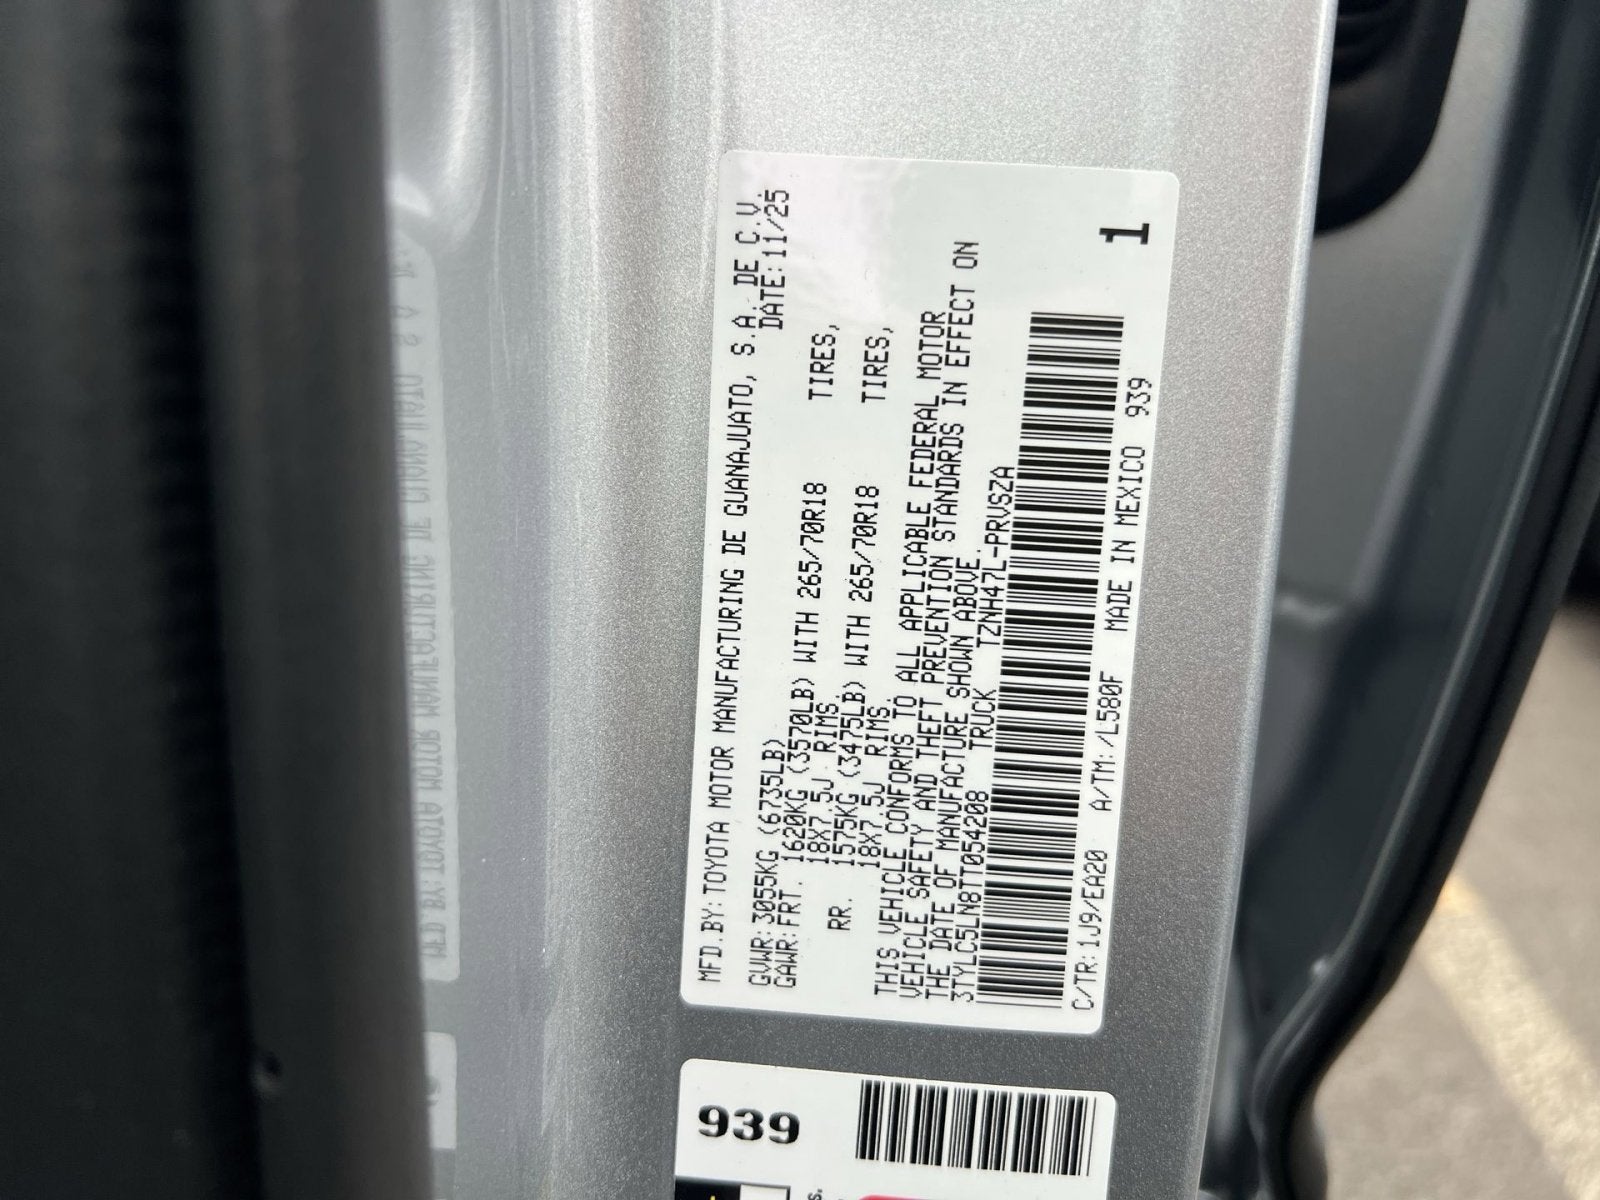 MFD.BY:TOYOTA MOTOR MANUFACTURING DE GUANAJUATO, S.A. DE C.V.
DATE:11/25
GVWR:3055KG (6735LB)
GAWR:FRT. 1620KG (3570LB) WITH 265/70R18 TIRES,
18X7.5J RIMS.
RR. 1575KG (3475LB) WITH 265/70R18 TIRES,
18X7.5J RIMS.
THIS VEHICLE CONFORMS TO ALL APPLICABLE FEDERAL MOTOR
VEHICLE SAFETY AND THEFT PREVENTION STANDARDS IN EFFECT ON
THE DATE OF MANUFACTURE SHOWN ABOVE.
3TYLC5LN8TT054208 TRUCK TZNH47L-PRVSZA
C/TR:1J9/EA20 A/TM:/L580F MADE IN MEXICO 939
1
939